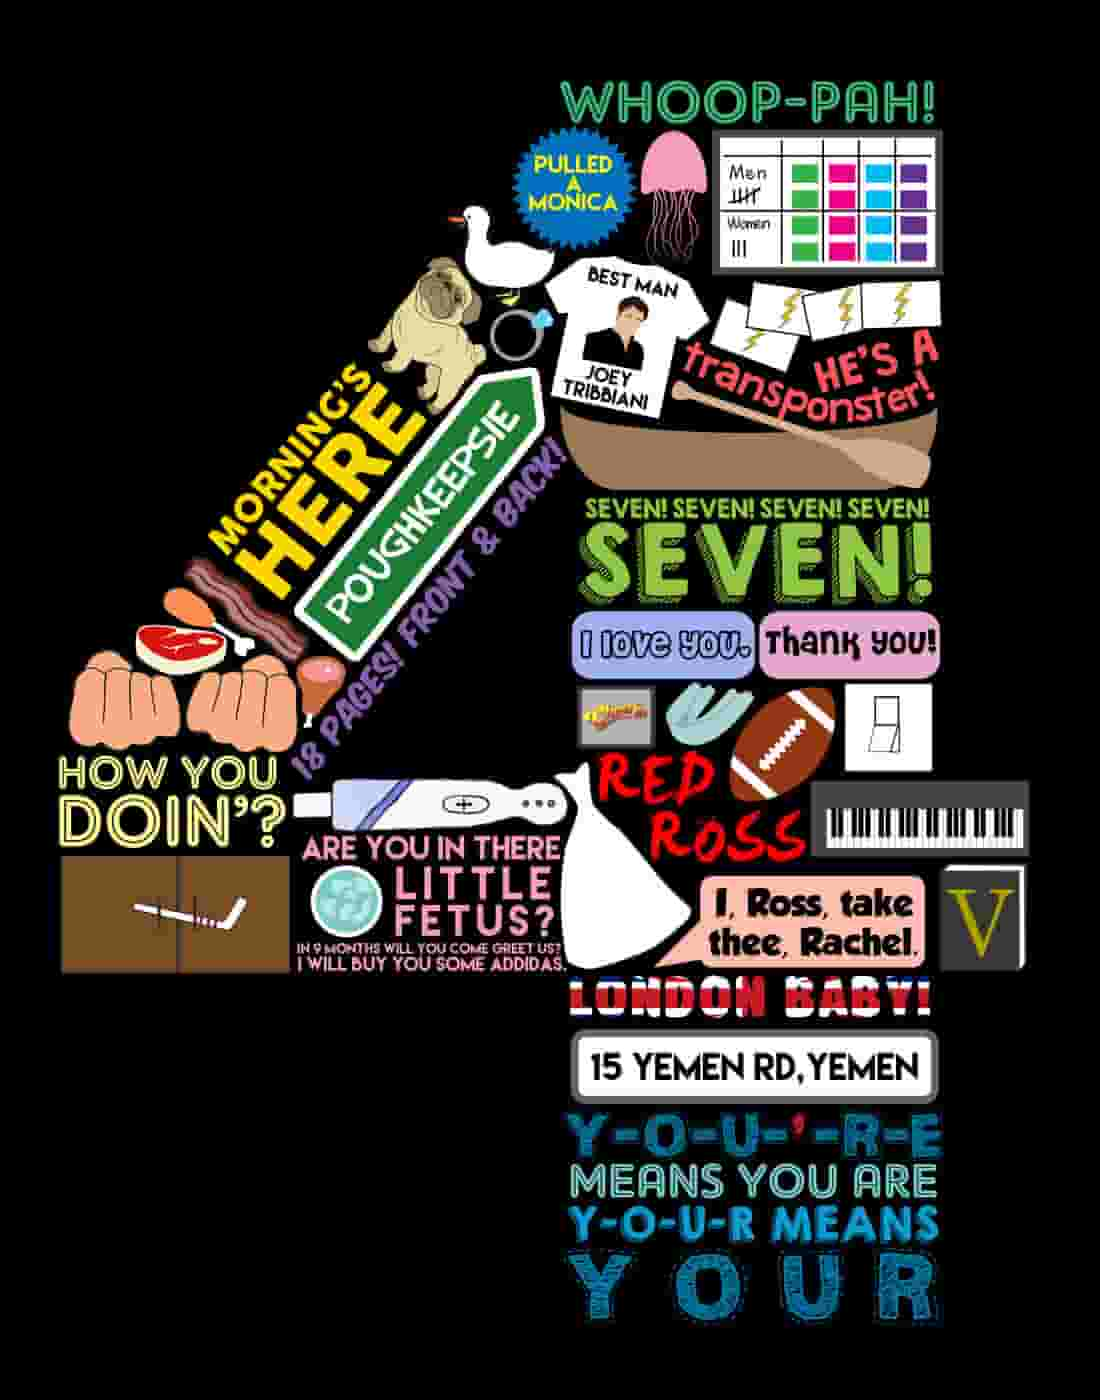 WHOOP-PAH!
PULLED
A
MONICA
Men
Women
BEST MAN
JOEY
TRIBBIANI
HE'S A
transponster!
MORNING'S
HERE
POUGHKEEPSIE
18 PAGES! FRONT & BACK!
SEVEN! SEVEN! SEVEN! SEVEN!
SEVEN!
I love you.
Thank you!
HOW YOU
DOIN'?
RED
ROSS
ARE YOU IN THERE
LITTLE
FETUS?
IN 9 MONTHS WILL YOU COME GREET US?
I WILL BUY YOU SOME ADDIDAS.
I, Ross, take
thee, Rachel.
V
LONDON BABY!
15 YEMEN RD, YEMEN
Y-O-U-'-R-E
MEANS YOU ARE
Y-O-U-R MEANS
YOUR